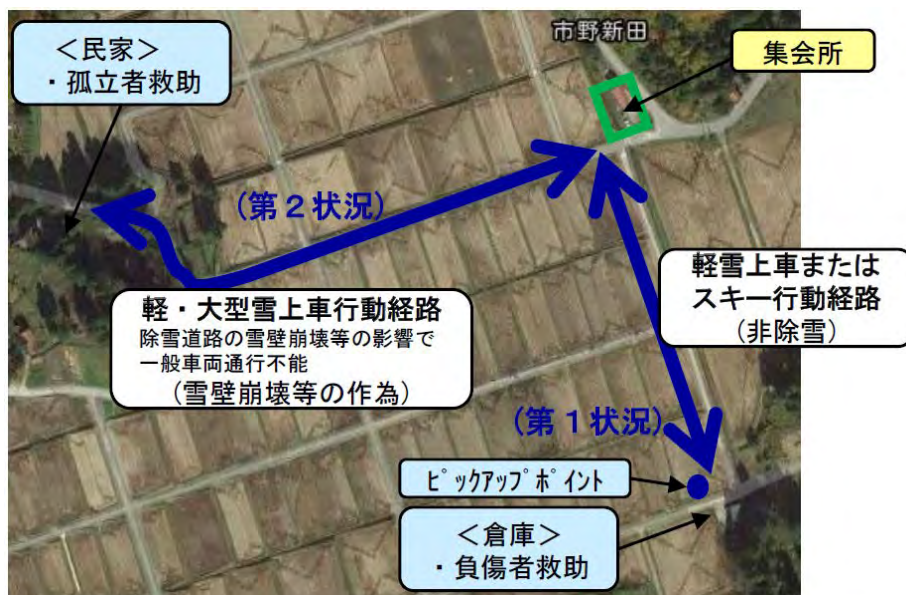 <民家>
・孤立者救助
市野新田
集会所
(第2状況)
軽・大型雪上車行動経路
除雪道路の雪壁崩壊等の影響で
一般車両通行不能
(雪壁崩壊等の作為)
軽雪上車または
スキー行動経路
(非除雪)
(第1状況)
ピックアップポイント
<倉庫>
・負傷者救助